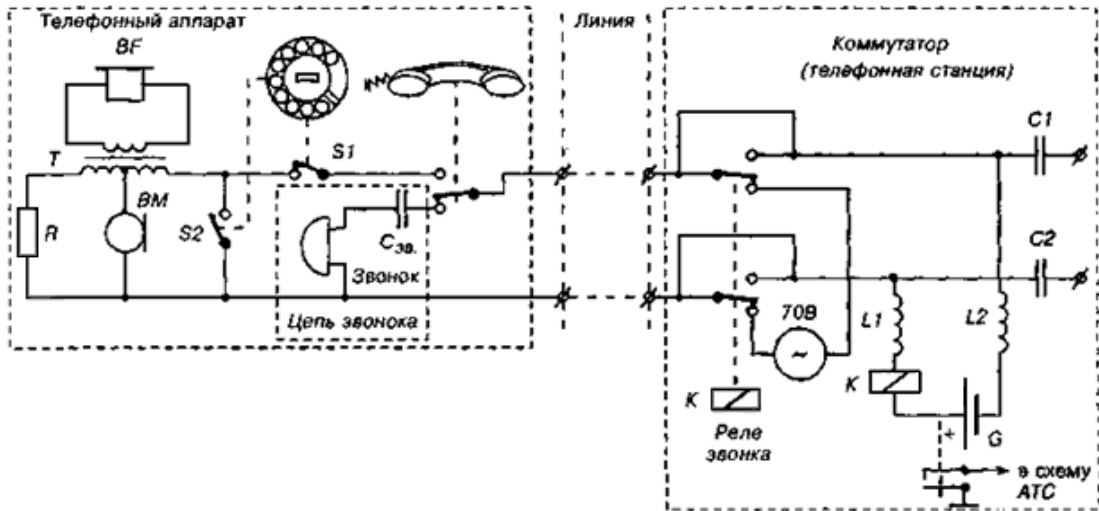 Телефонный аппарат
BF
Линия
Коммутатор
(телефонная станция)
C1
T
S1
BM
R
S2
Cзв.
Звонок
Цепь звонока
C2
70В
~
L1
L2
K
K
Реле
звонка
+
G
в схему
АТС